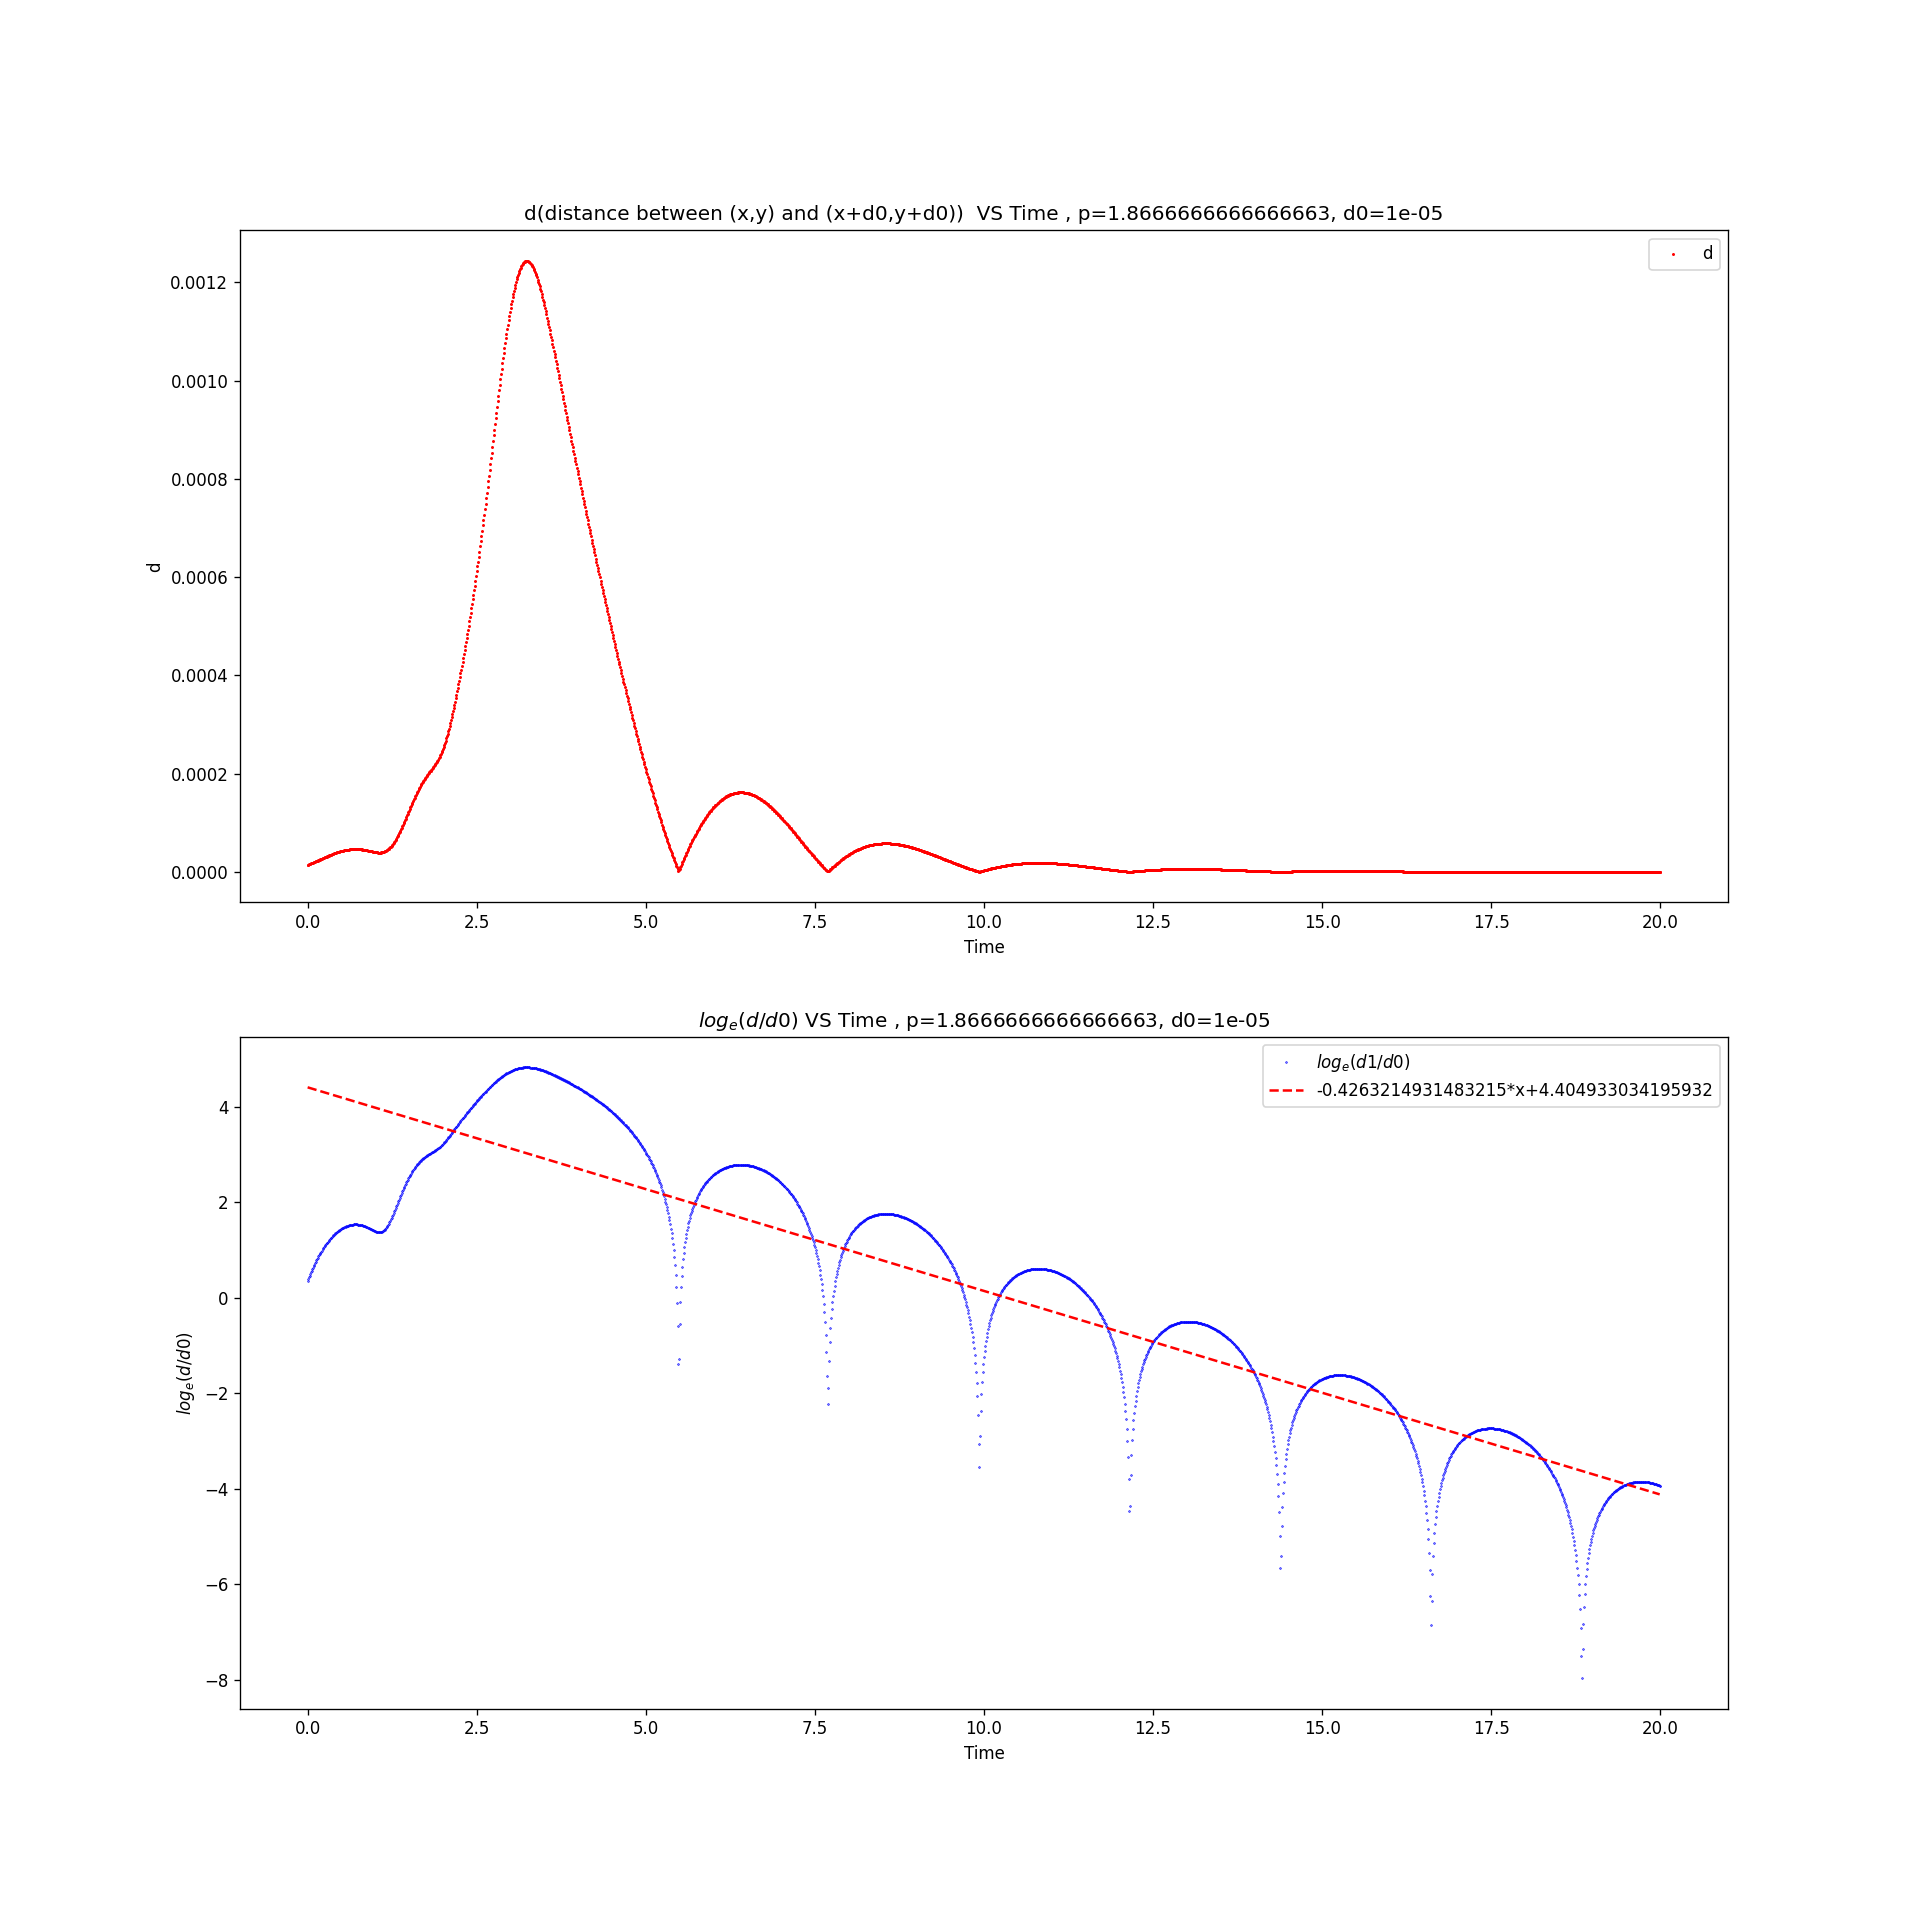 d(distance between (x,y) and (x+d0,y+d0))  VS Time , p=1.8666666666666663, d0=1e-05
d
0.0012
0.0010
0.0008
d
0.0006
0.0004
0.0002
0.0000
0.0 2.5 5.0 7.5 10.0 12.5 15.0 17.5 20.0
Time
log_e(d/d0) VS Time , p=1.8666666666666663, d0=1e-05
log_e(d1/d0)
-0.4263214931483215*x+4.404933034195932
4
2
0
log_e(d/d0)
−2
−4
−6
−8
0.0 2.5 5.0 7.5 10.0 12.5 15.0 17.5 20.0
Time